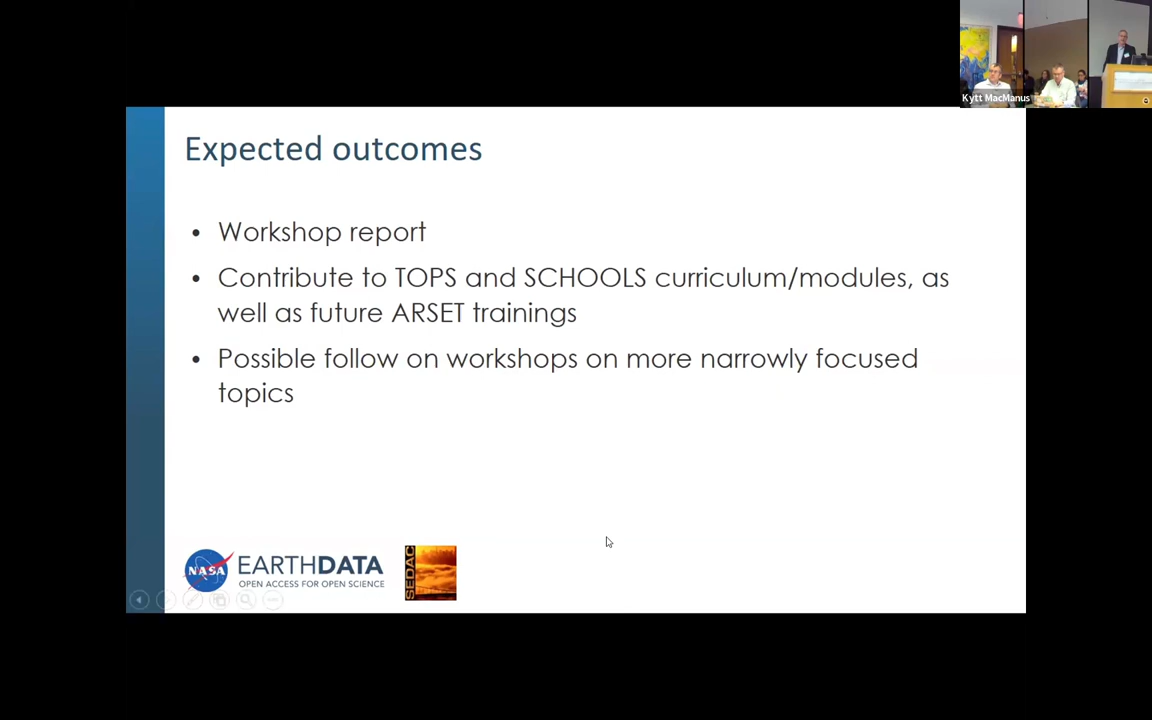 Kytt MacManus
Expected outcomes
• Workshop report
• Contribute to TOPS and SCHOOLS curriculum/modules, as
well as future ARSET trainings
• Possible follow on workshops on more narrowly focused
topics
NASA
EARTHDATA
OPEN ACCESS FOR OPEN SCIENCE
SEDAC